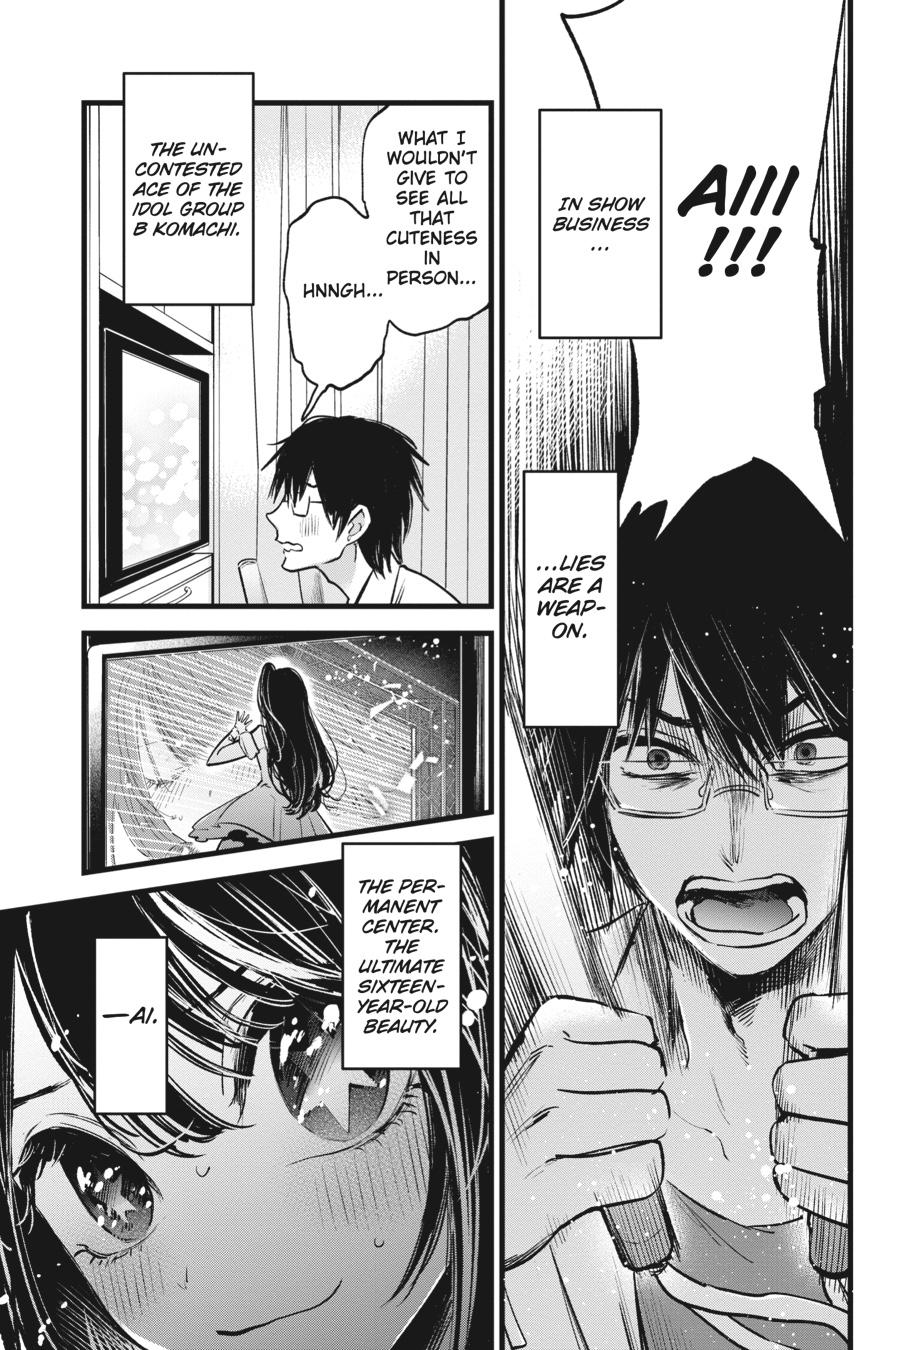 AIII
!!!
IN SHOW
BUSINESS
...
...LIES
ARE A
WEAP-
ON.
WHAT I
WOULDN'T
GIVE TO
SEE ALL
THAT
CUTENESS
IN
PERSON...
HNNGH...
THE UN-
CONTESTED
ACE OF THE
IDOL GROUP
B KOMACHI.
THE PER-
MANENT
CENTER.
THE
ULTIMATE
SIXTEEN-
YEAR-OLD
BEAUTY.
—AI.